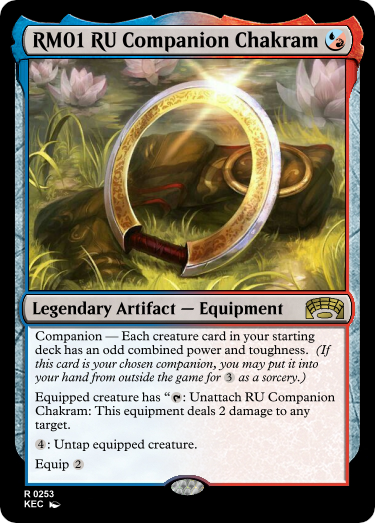 RM01 RU Companion Chakram
Legendary Artifact — Equipment
Companion — Each creature card in your starting
deck has an odd combined power and toughness. (If
this card is your chosen companion, you may put it into
your hand from outside the game for 3 as a sorcery.)
Equipped creature has “: Unattach RU Companion
Chakram: This equipment deals 2 damage to any
target.
4: Untap equipped creature.
Equip 2
R 0253
KEC